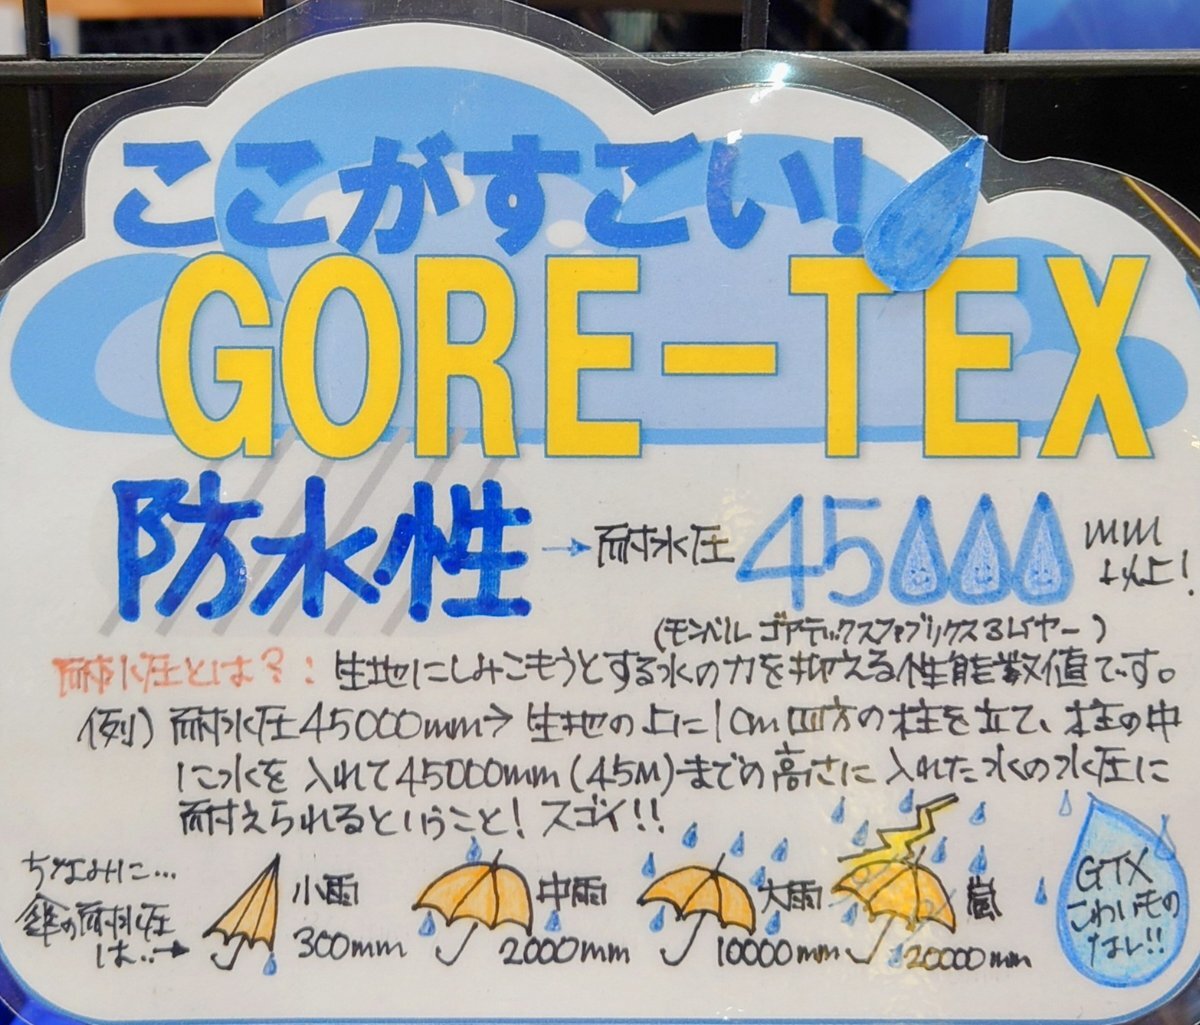 ここがすごい!
GORE-TEX
防水性→耐水圧45000mm以上!
(モンベル ゴアテックスファブリクス3レイヤー)
耐水圧とは?:生地にしみこもうとする水の力を抑える性能数値です。
例)耐水圧45000mm→生地の上に1cm四方の柱を立て、柱の中
に水を入れて45000mm(45M)までの高さに入れた水の水圧に
耐えられるということ!スゴイ!!
ちなみに…
傘の耐水圧
は..→
小雨
300mm
中雨
2000mm
大雨
10000mm
嵐
20000mm
GTX
こわいもの
なし!!